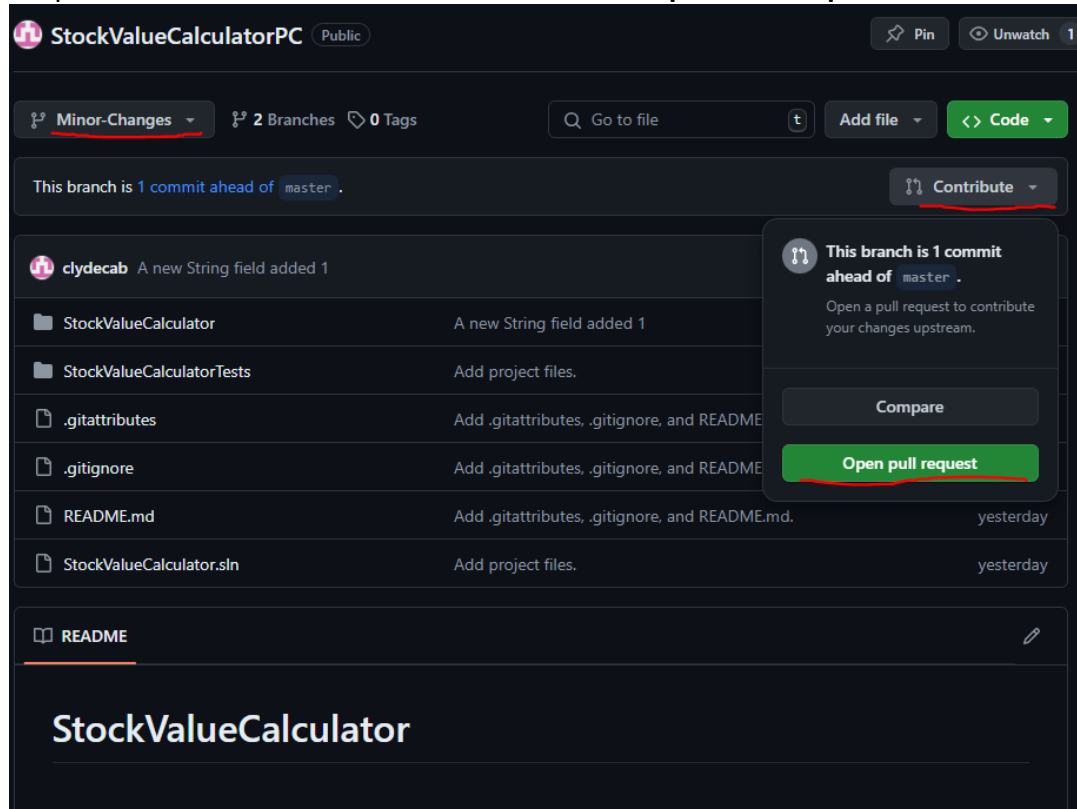 StockValueCalculatorPC Public Pin Unwatch 1
Minor-Changes 2 Branches 0 Tags Go to file t Add file <> Code
This branch is 1 commit ahead of master . Contribute
This branch is 1 commit
ahead of master .
Open a pull request to contribute
your changes upstream.
Compare
Open pull request
clydecab A new String field added 1
StockValueCalculator A new String field added 1
StockValueCalculatorTests Add project files.
.gitattributes Add .gitattributes, .gitignore, and README
.gitignore Add .gitattributes, .gitignore, and README
README.md Add .gitattributes, .gitignore, and README.md. yesterday
StockValueCalculator.sln Add project files. yesterday
README
StockValueCalculator